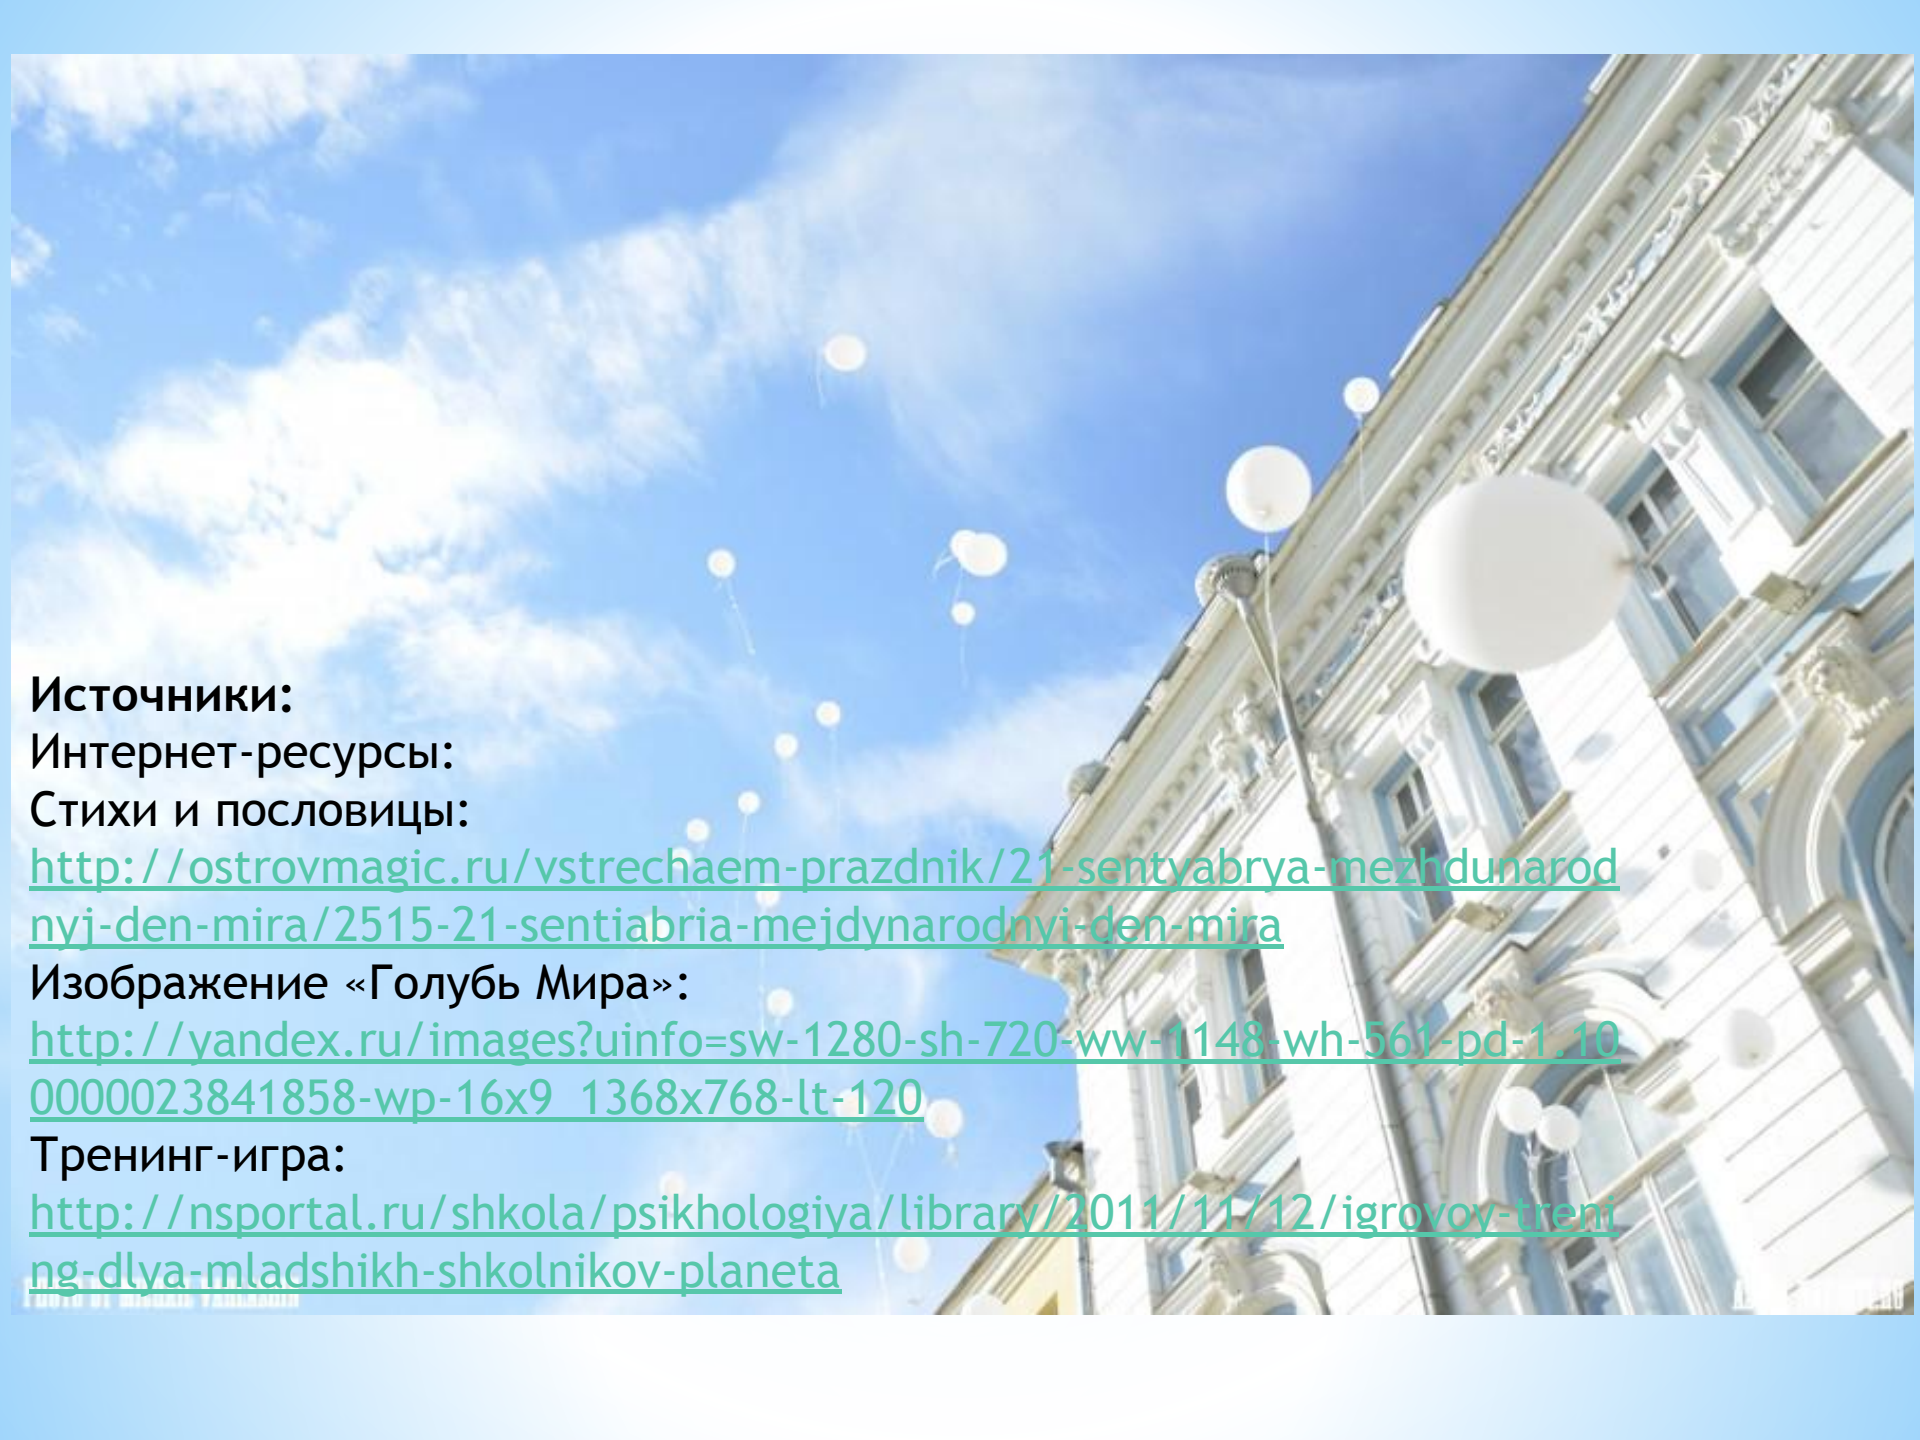 Источники:
Интернет-ресурсы:
Стихи и пословицы:
http://ostrovmagic.ru/vstrechaem-prazdnik/21-sentyabrya-mezhdunarod
nyj-den-mira/2515-21-sentiabria-mejdynarodnyi-den-mira
Изображение «Голубь Мира»:
http://yandex.ru/images?uinfo=sw-1280-sh-720-ww-1148-wh-561-pd-1.10
0000023841858-wp-16x9_1368x768-lt-120
Тренинг-игра:
http://nsportal.ru/shkola/psikhologiya/library/2011/11/12/igrovoy-treni
ng-dlya-mladshikh-shkolnikov-planeta
PHOTO BY